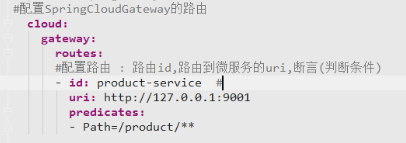 #配置SpringCloudGateway的路由
cloud:
gateway:
routes:
#配置路由 : 路由id,路由到微服务的uri,断言(判断条件)
- id: product-service #
uri: http://127.0.0.1:9001
predicates:
- Path=/product/**